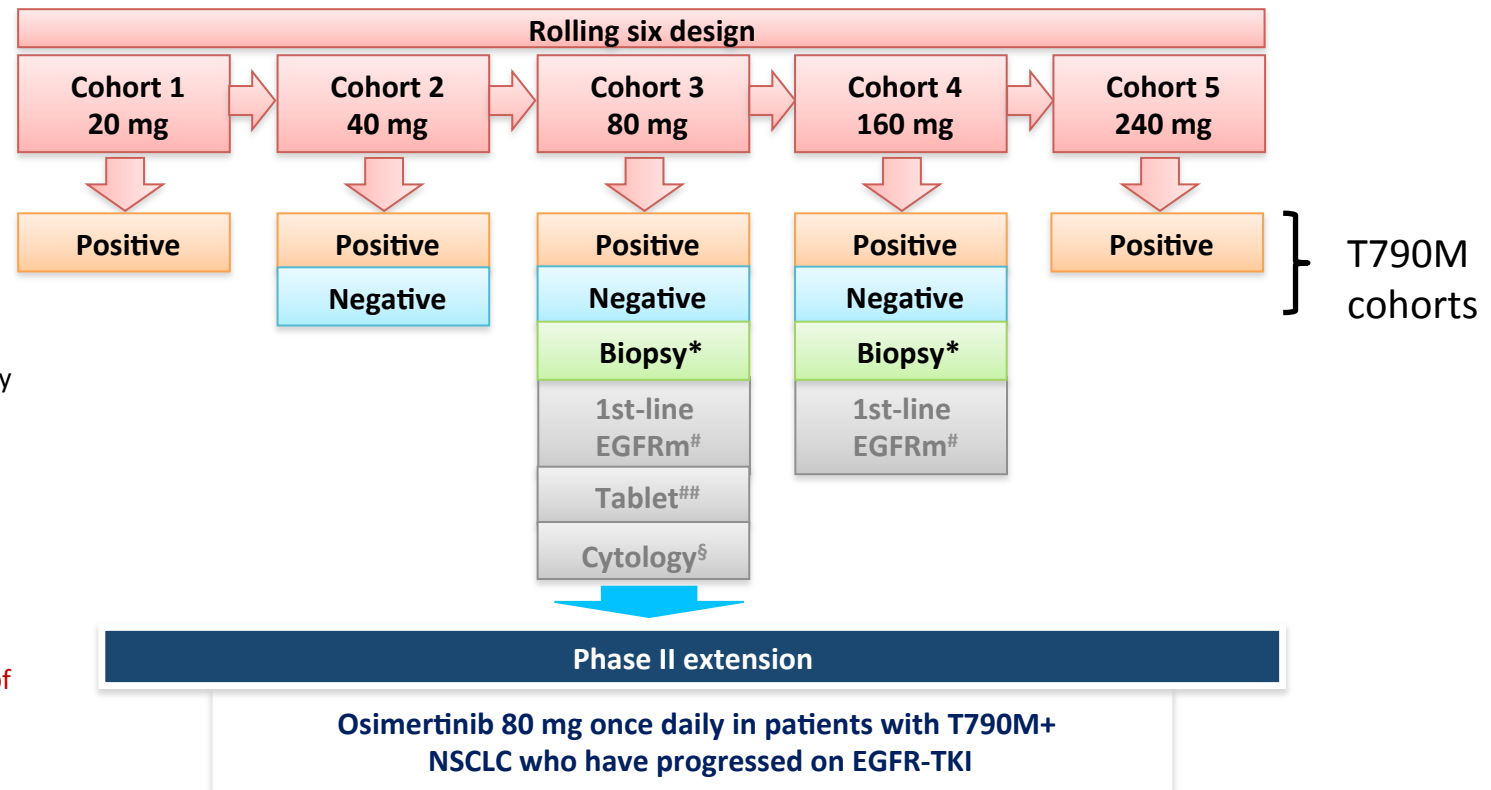 Rolling six design
Cohort 1
20 mg
Cohort 2
40 mg
Cohort 3
80 mg
Cohort 4
160 mg
Cohort 5
240 mg
Positive
Positive
Positive
Positive
Positive
Negative
Negative
Negative
T790M
cohorts
Biopsy*
Biopsy*
y
1st-line
EGFRm#
1st-line
EGFRm#
Tablet##
Cytology§
Phase II extension
of
Osimertinib 80 mg once daily in patients with T790M+
NSCLC who have progressed on EGFR-TKI